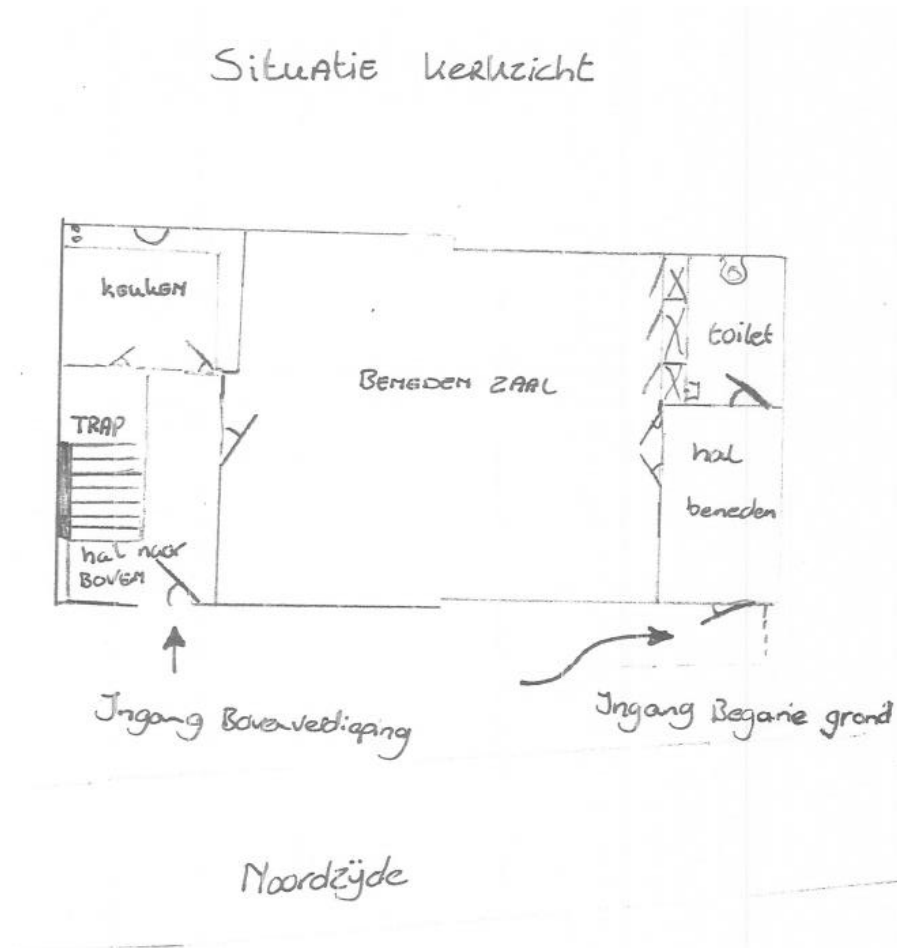 Situatie Kerkzicht
keuken
BENEDEN ZAAL
toilet
TRAP
hal
beneden
hal naar
BOVEN
Ingang Bovenverdieping
Ingang Begane grond
Noordzijde